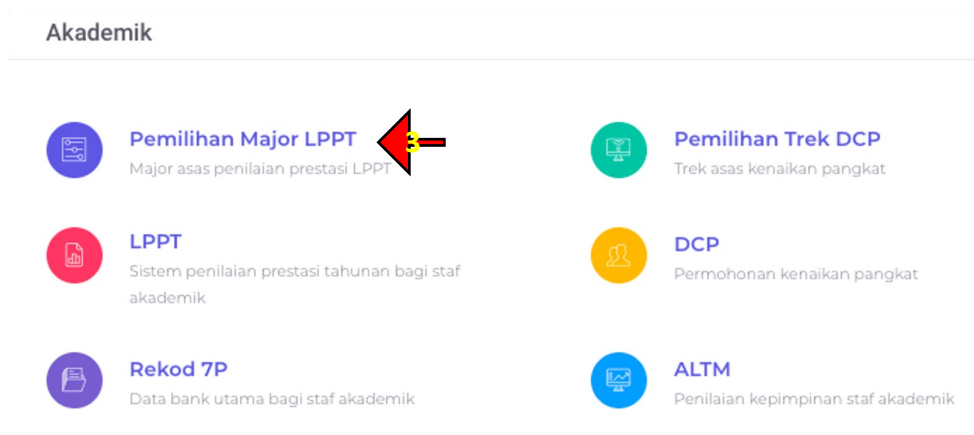 Akademik
Pemilihan Major LPPT
3
Major asas penilaian prestasi LPPT
Pemilihan Trek DCP
Trek asas kenaikan pangkat
LPPT
Sistem penilaian prestasi tahunan bagi staf
akademik
DCP
Permohonan kenaikan pangkat
Rekod 7P
Data bank utama bagi staf akademik
ALTM
Penilaian kepimpinan staf akademik